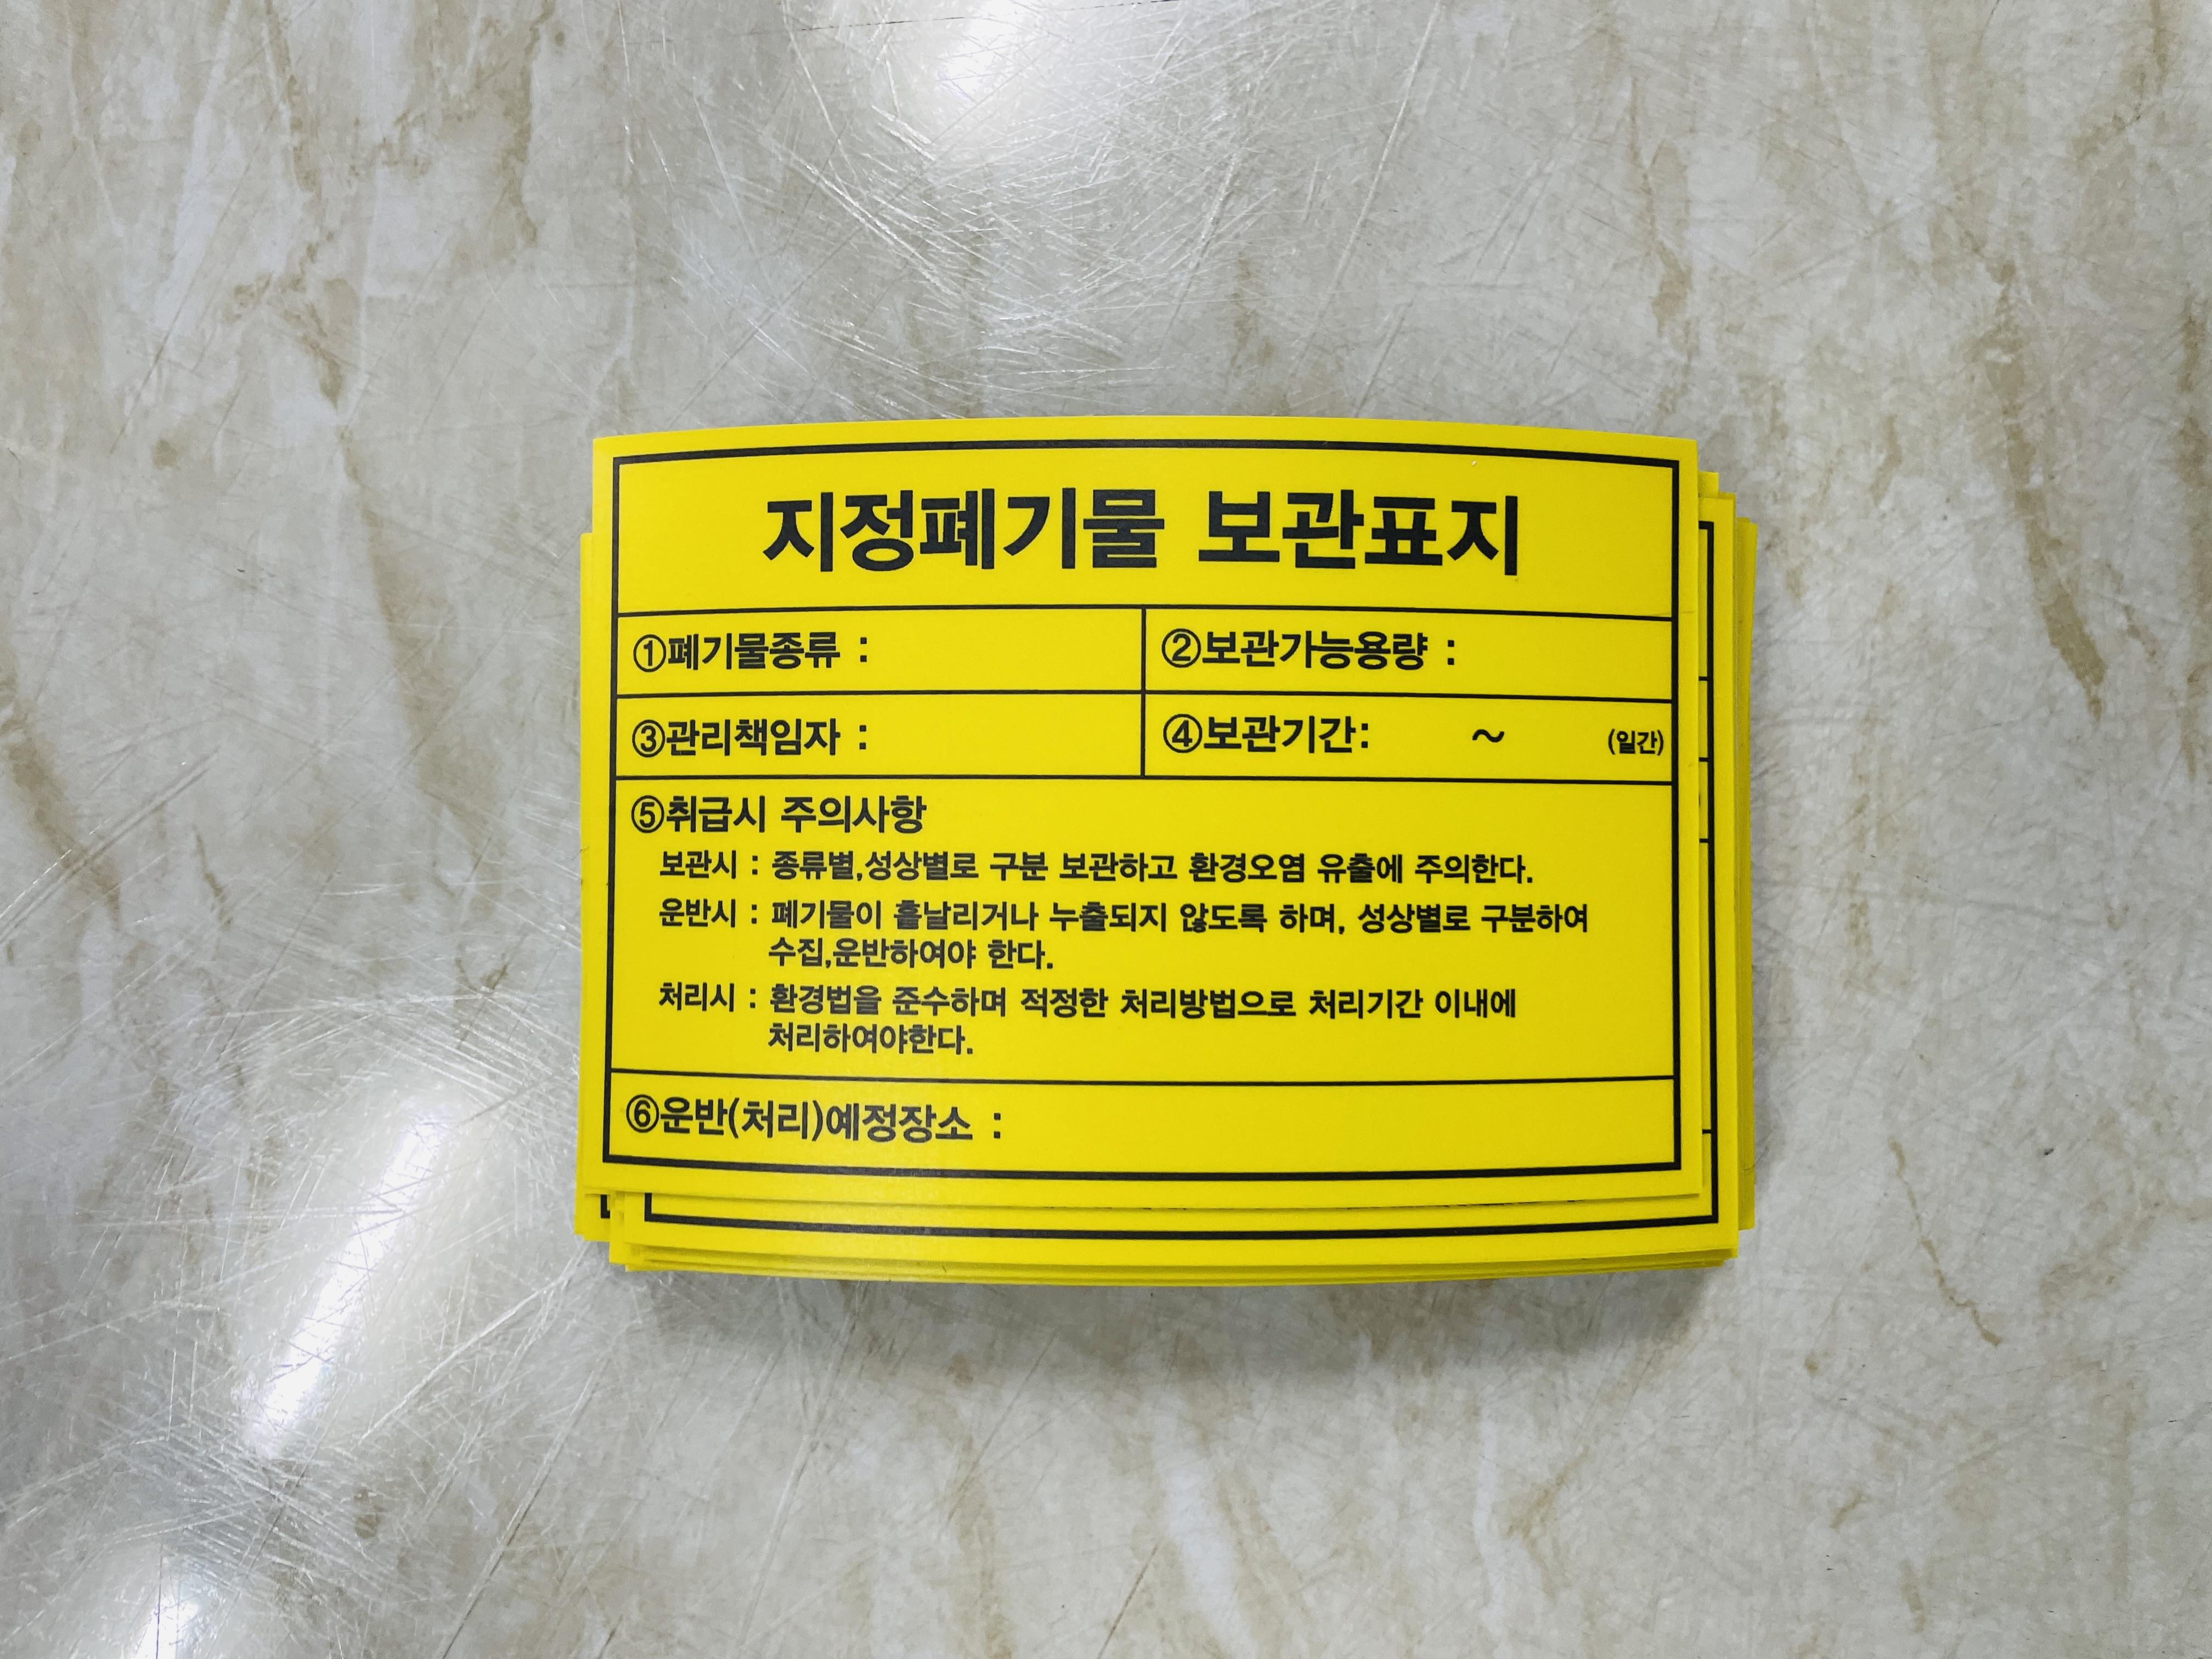 지정폐기물 보관표지
①폐기물종류 :
②보관가능용량 :
③관리책임자 :
④보관기간: ~ (일간)
⑤취급시 주의사항
보관시 : 종류별,성상별로 구분 보관하고 환경오염 유출에 주의한다.
운반시 : 폐기물이 흩날리거나 누출되지 않도록 하며, 성상별로 구분하여
수집,운반하여야 한다.
처리시 : 환경법을 준수하며 적정한 처리방법으로 처리기간 이내에
처리하여야한다.
⑥운반(처리)예정장소 :